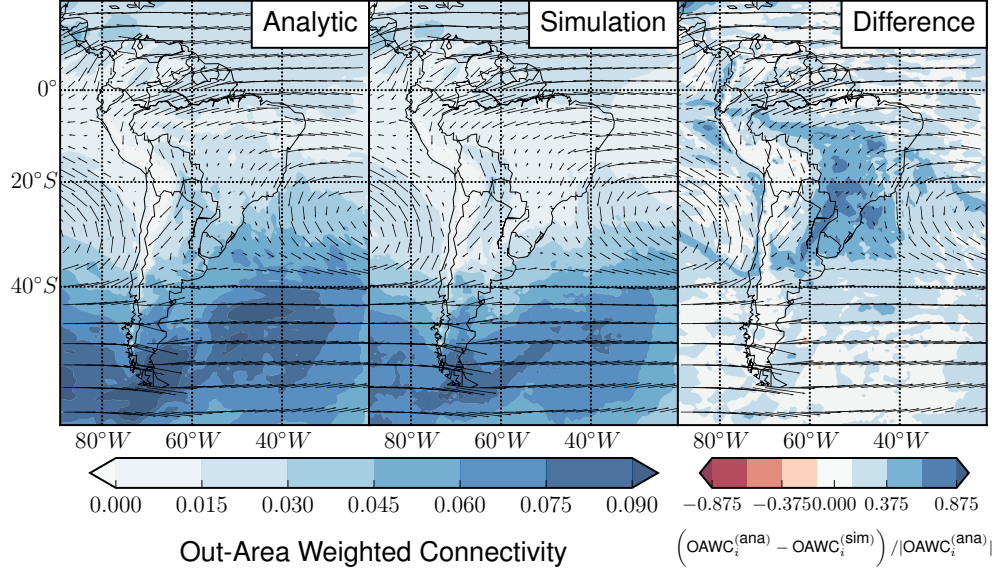 Analytic Simulation Difference
0°
20°S
40°S
80°W 60°W 40°W 80°W 60°W 40°W 80°W 60°W 40°W
0.000 0.015 0.030 0.045 0.060 0.075 0.090
−0.875 −0.375 0.000 0.375 0.875
Out-Area Weighted Connectivity
(OAWC_i^(ana) − OAWC_i^(sim)) /|OAWC_i^(ana)|